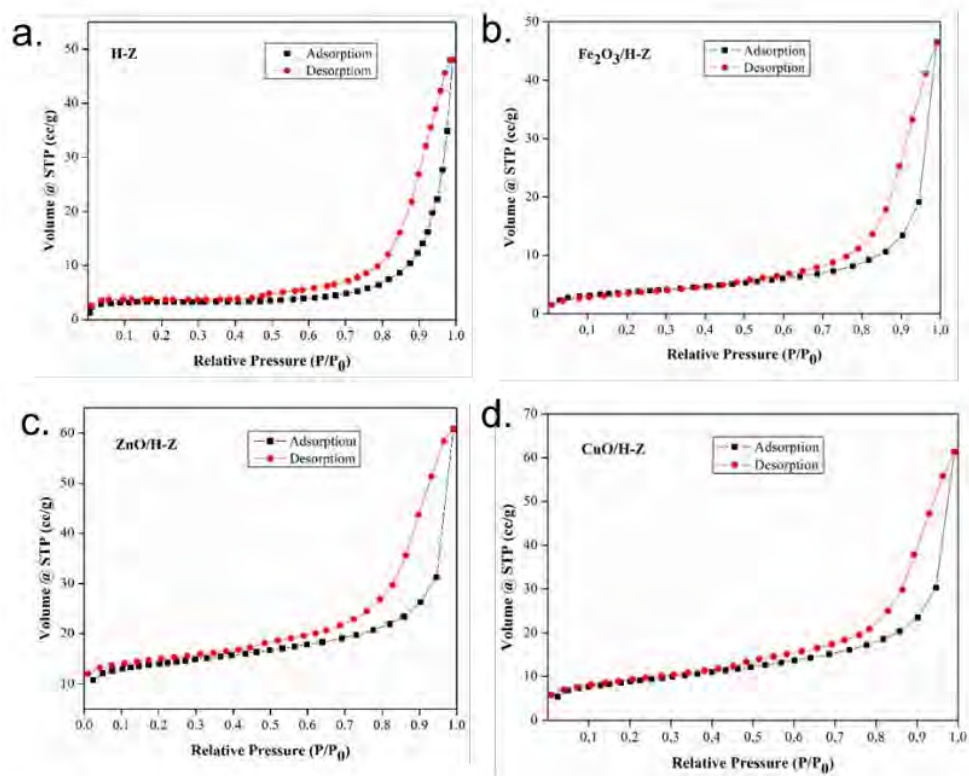 a.
H-Z
Adsorptiom
Desorptiom
Volume @ STP (cc/g)
50
40
30
20
10
0
0.0 0.1 0.2 0.3 0.4 0.5 0.6 0.7 0.8 0.9 1.0
Relative Pressure (P/P0)
b.
Fe2O3/H-Z
Adsorption
Desorption
Volume @ STP (cc/g)
50
40
30
20
10
0
0,1 0,2 0,3 0,4 0,5 0,6 0,7 0,8 0,9 1,0
Relative Pressure (P/P0)
c.
ZnO/H-Z
Adsorptiom
Desorptiom
Volume @ STP (cc/g)
60
50
40
30
20
10
0.0 0.1 0.2 0.3 0.4 0.5 0.6 0.7 0.8 0.9 1.0
Relative Pressure (P/P0)
d.
CuO/H-Z
Adsorption
Desorption
Volume @ STP (cc/g)
70
60
50
40
30
20
10
0
0,1 0,2 0,3 0,4 0,5 0,6 0,7 0,8 0,9 1,0
Relative Pressure (P/P0)